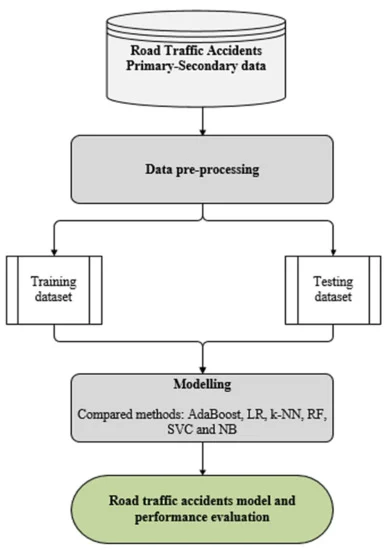 Road Traffic Accidents
Primary-Secondary data
Data pre-processing
Training
dataset
Testing
dataset
Modelling
Compared methods: AdaBoost, LR, k-NN, RF,
SVC and NB
Road traffic accidents model and
performance evaluation